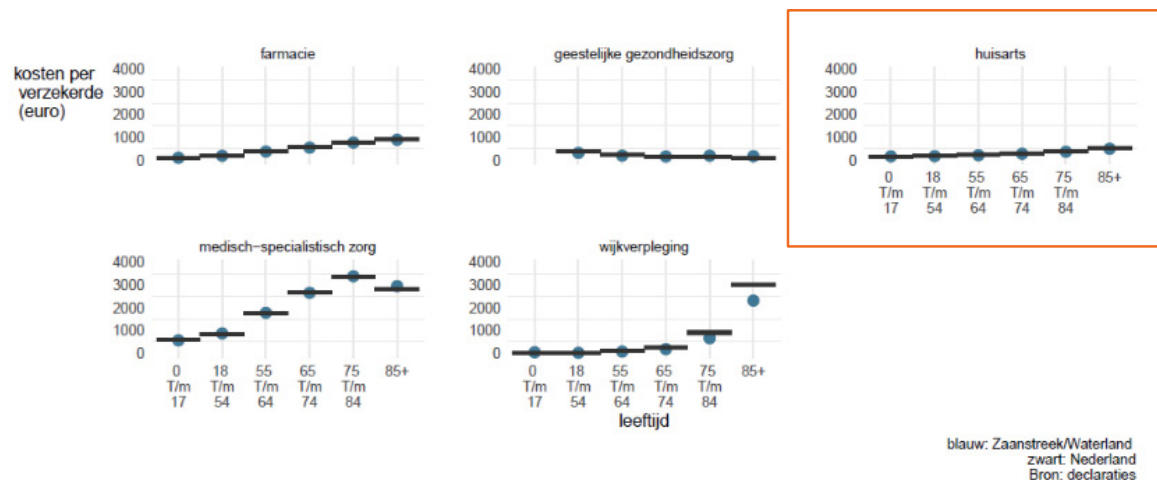 kosten per
verzekerde
(euro)
farmacie
4000
3000
2000
1000
0
geestelijke gezondheidszorg
4000
3000
2000
1000
0
huisarts
4000
3000
2000
1000
0
0 18 55 65 75 85+
T/m T/m T/m T/m T/m
17 54 64 74 84
medisch-specialistisch zorg
4000
3000
2000
1000
0
0 18 55 65 75 85+
T/m T/m T/m T/m T/m
17 54 64 74 84
wijkverpleging
4000
3000
2000
1000
0
0 18 55 65 75 85+
T/m T/m T/m T/m T/m
17 54 64 74 84
leeftijd
blauw: Zaanstreek/Waterland
zwart: Nederland
Bron: declaraties